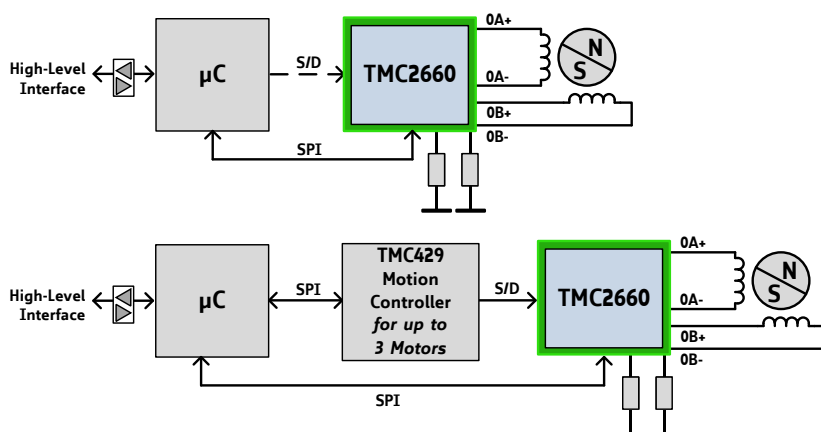 High-Level
Interface
µC
S/D
TMC2660
0A+
0A-
0B+
0B-
N
S
SPI
High-Level
Interface
µC
SPI
TMC429
Motion
Controller
for up to
3 Motors
S/D
TMC2660
0A+
0A-
0B+
0B-
N
S
SPI